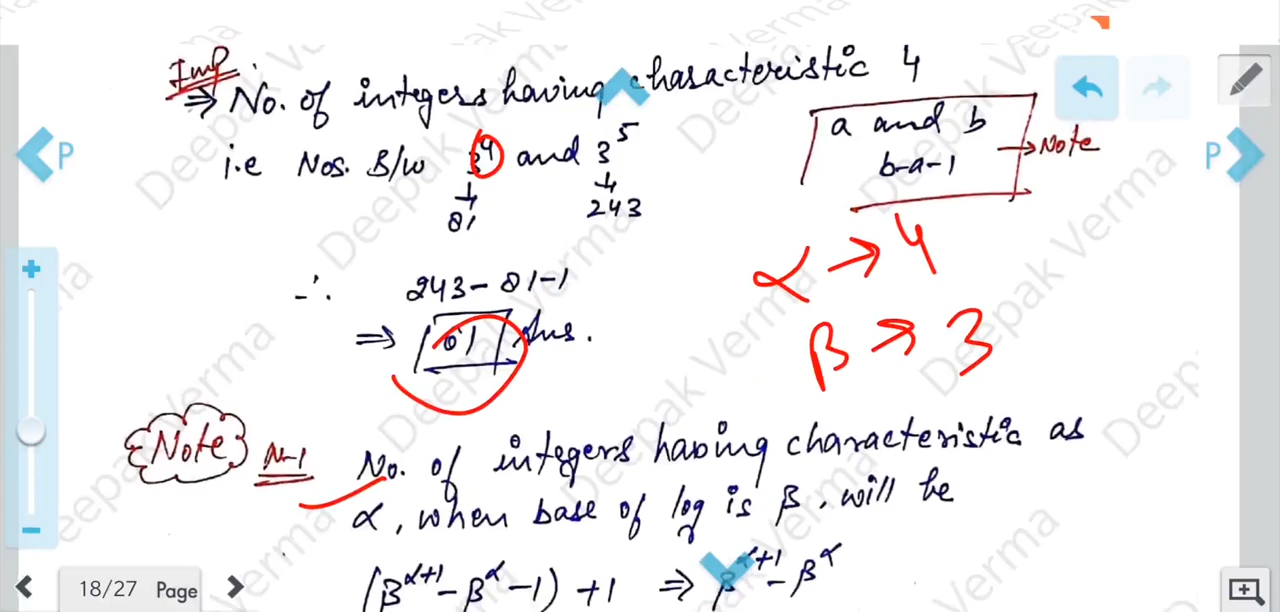 Imp.
⇒ No. of integers having characteristic 4
i.e Nos. B/w 3⁴ and 3⁵
81 243
a and b
b-a-1
→Note
∴ 243-81-1
⇒ Ans.
α → 4
β → 3
Note N-1 No. of integers having characteristic as
α, when base of log is β, will be
(β^α+1 - β^α -1) +1 ⇒ β^α+1 - β^α
P
P
18/27 Page
Deepak Verma